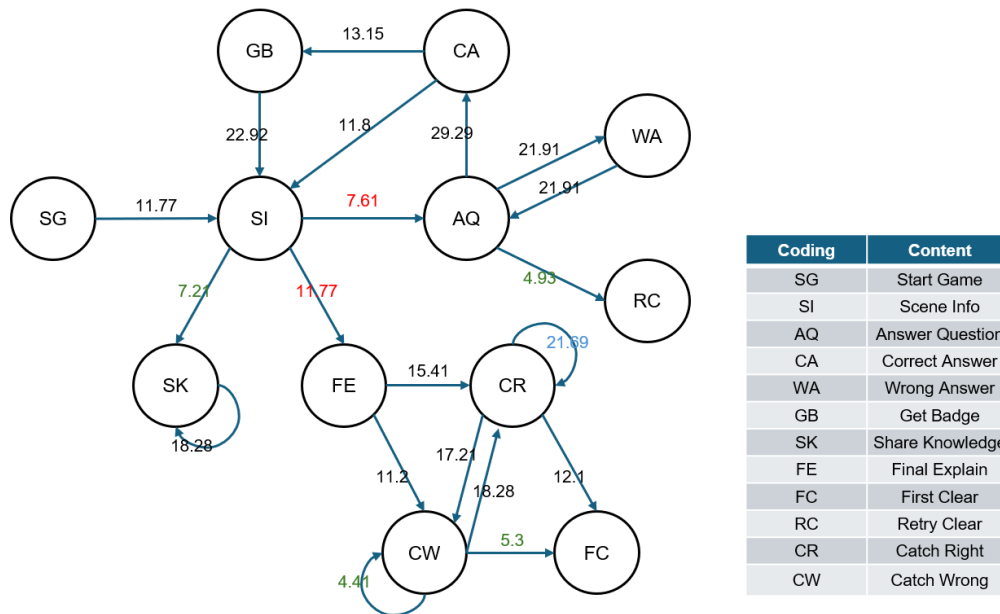 GB
13.15
CA
22.92
11.8
29.29
21.91
WA
21.91
SG
11.77
SI
7.61
AQ
4.93
RC
7.21
11.77
SK
18.28
FE
15.41
CR
21.69
11.2
17.21
18.28
12.1
CW
4.41
5.3
FC
Coding Content
SG Start Game
SI Scene Info
AQ Answer Question
CA Correct Answer
WA Wrong Answer
GB Get Badge
SK Share Knowledge
FE Final Explain
FC First Clear
RC Retry Clear
CR Catch Right
CW Catch Wrong